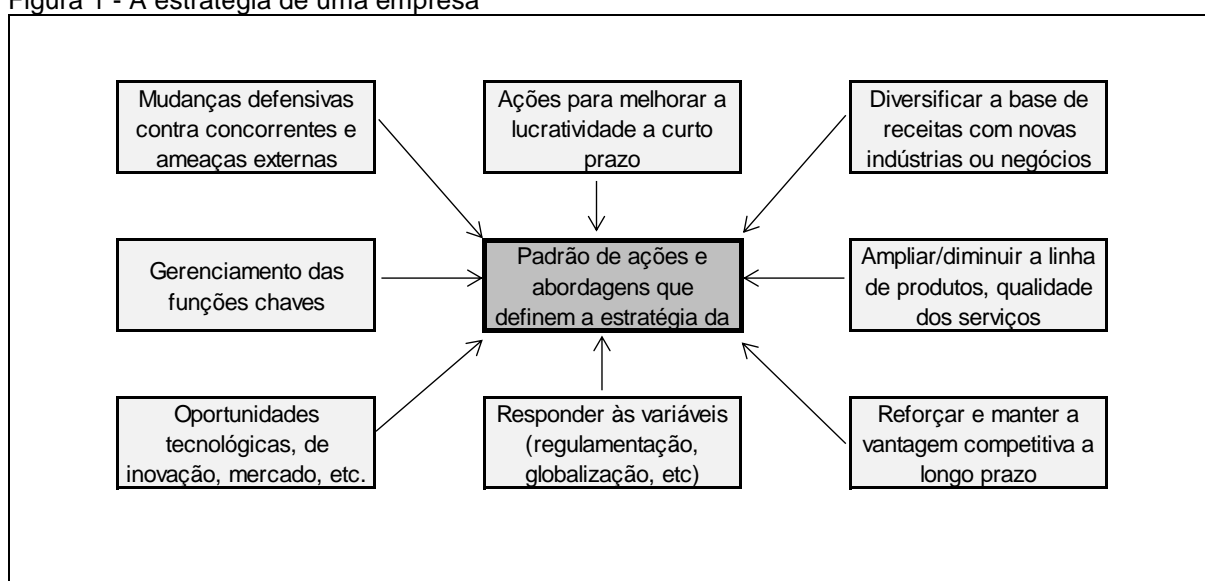 Figura 1 - A estratégia de uma empresa
Mudanças defensivas
contra concorrentes e
ameaças externas
Ações para melhorar a
lucratividade a curto
prazo
Diversificar a base de
receitas com novas
indústrias ou negócios
Gerenciamento das
funções chaves
Padrão de ações e
abordagens que
definem a estratégia da
Ampliar/diminuir a linha
de produtos, qualidade
dos serviços
Oportunidades
tecnológicas, de
inovação, mercado, etc.
Responder às variáveis
(regulamentação,
globalização, etc)
Reforçar e manter a
vantagem competitiva a
longo prazo